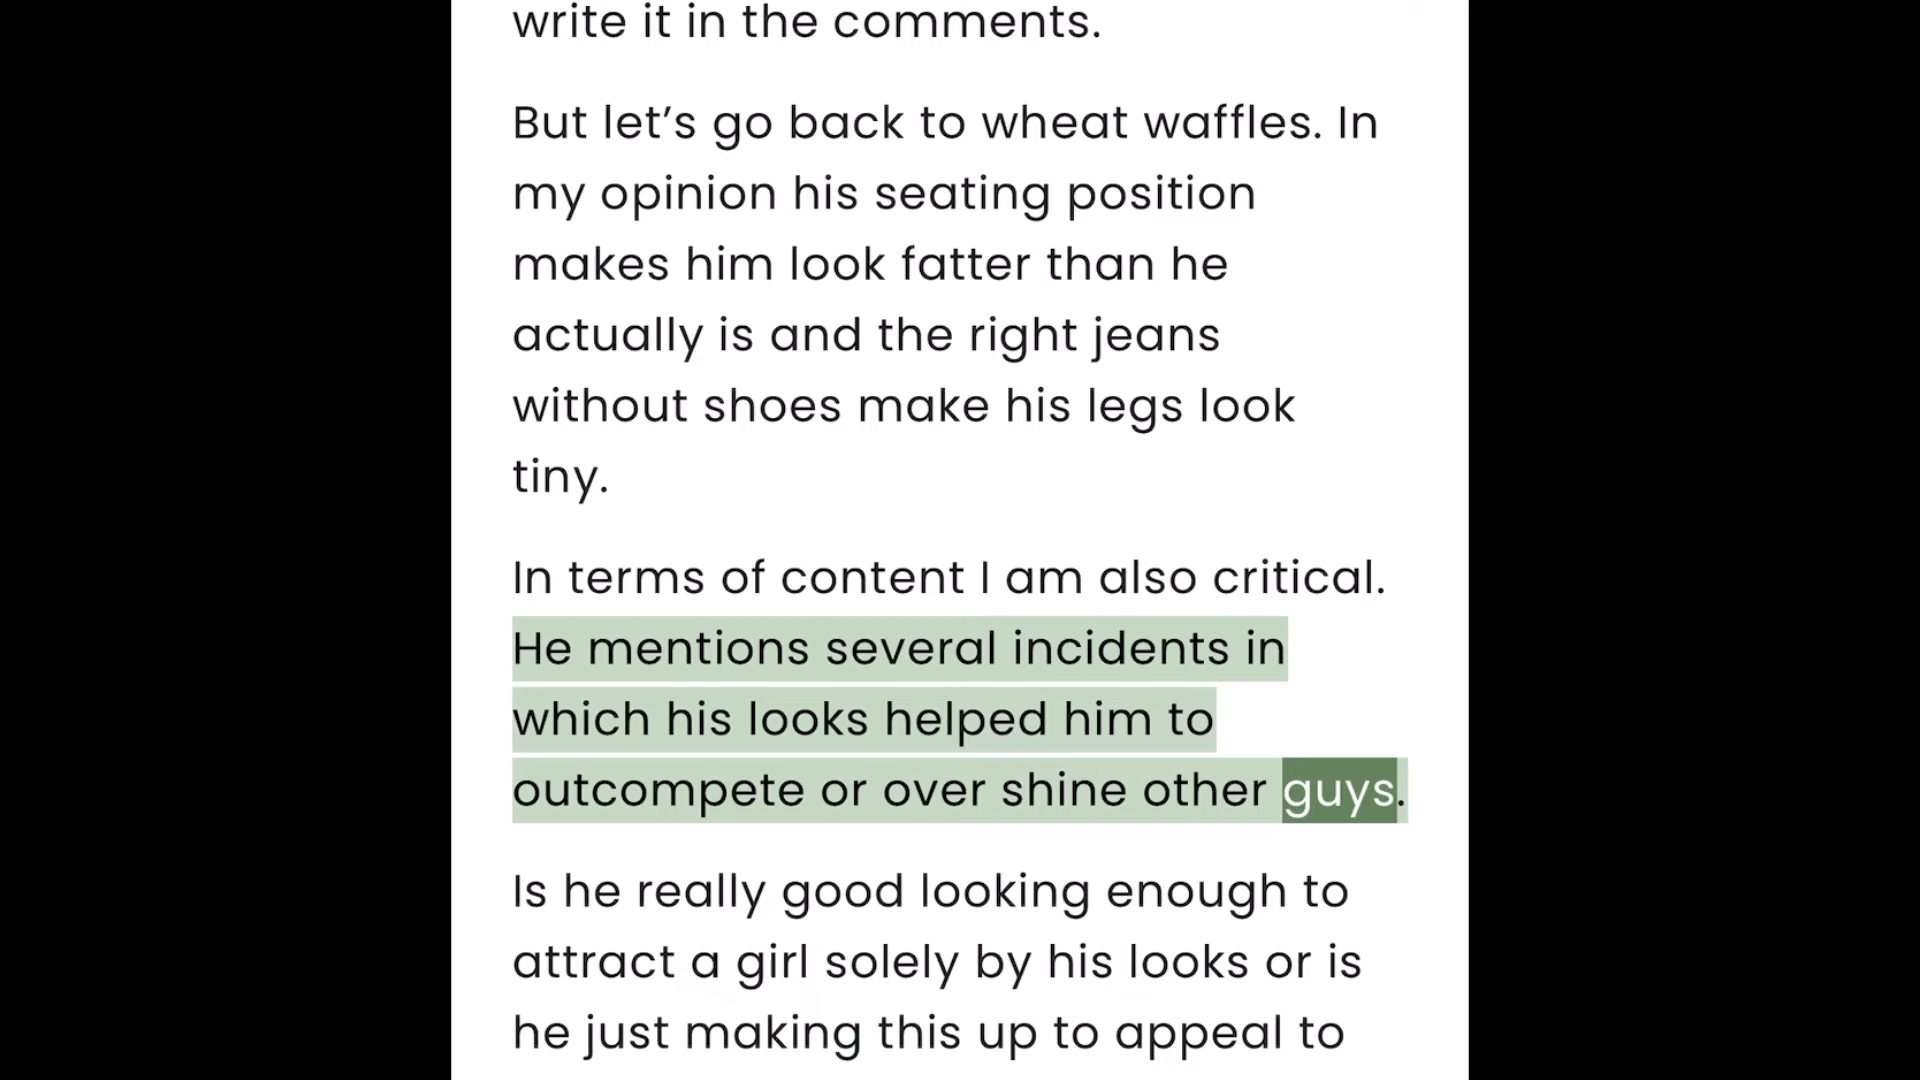 write it in the comments.
But let’s go back to wheat waffles. In
my opinion his seating position
makes him look fatter than he
actually is and the right jeans
without shoes make his legs look
tiny.
In terms of content I am also critical.
He mentions several incidents in
which his looks helped him to
outcompete or over shine other guys.
Is he really good looking enough to
attract a girl solely by his looks or is
he just making this up to appeal to